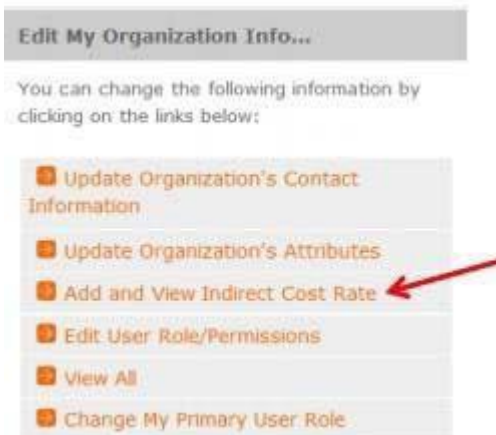 Edit My Organization Info...
You can change the following information by
clicking on the links below:
Update Organization's Contact
Information
Update Organization's Attributes
Add and View Indirect Cost Rate
Edit User Role/Permissions
View All
Change My Primary User Role